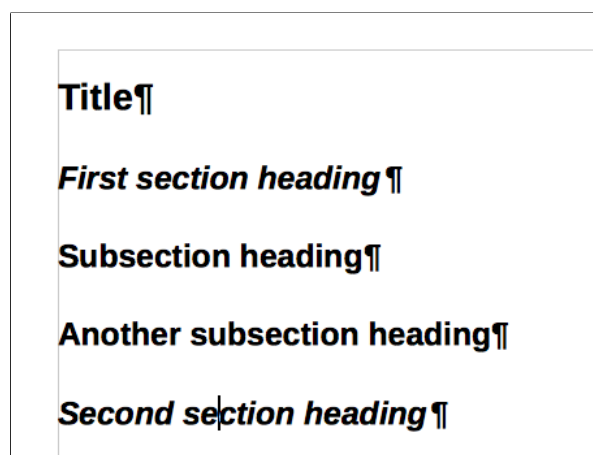 Title¶
First section heading¶
Subsection heading¶
Another subsection heading¶
Second section heading¶